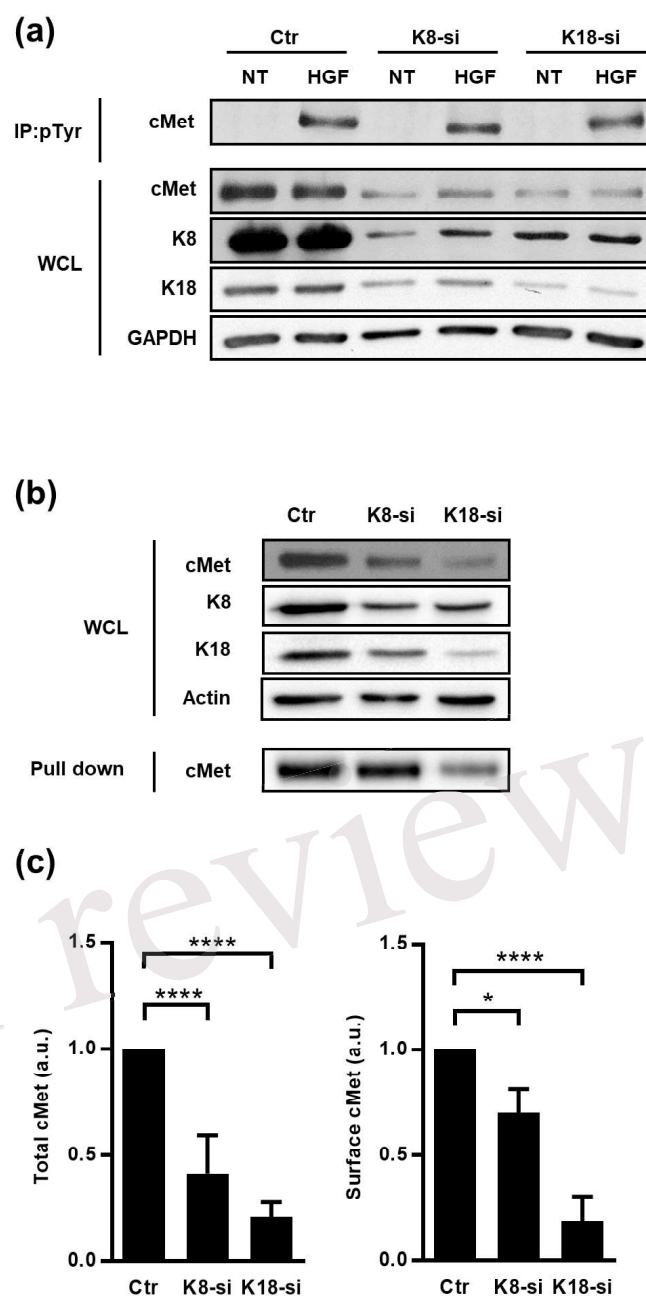 (a)
Ctr K8-si K18-si
NT HGF NT HGF NT HGF
IP:pTyr cMet
WCL
cMet
K8
K18
GAPDH
(b)
Ctr K8-si K18-si
WCL
cMet
K8
K18
Actin
Pull down cMet
review
(c)
Total cMet (a.u.)
1.5
1.0
0.5
0.0
****
****
Ctr K8-si K18-si
Surface cMet (a.u.)
1.5
1.0
0.5
0.0
****
*
Ctr K8-si K18-si